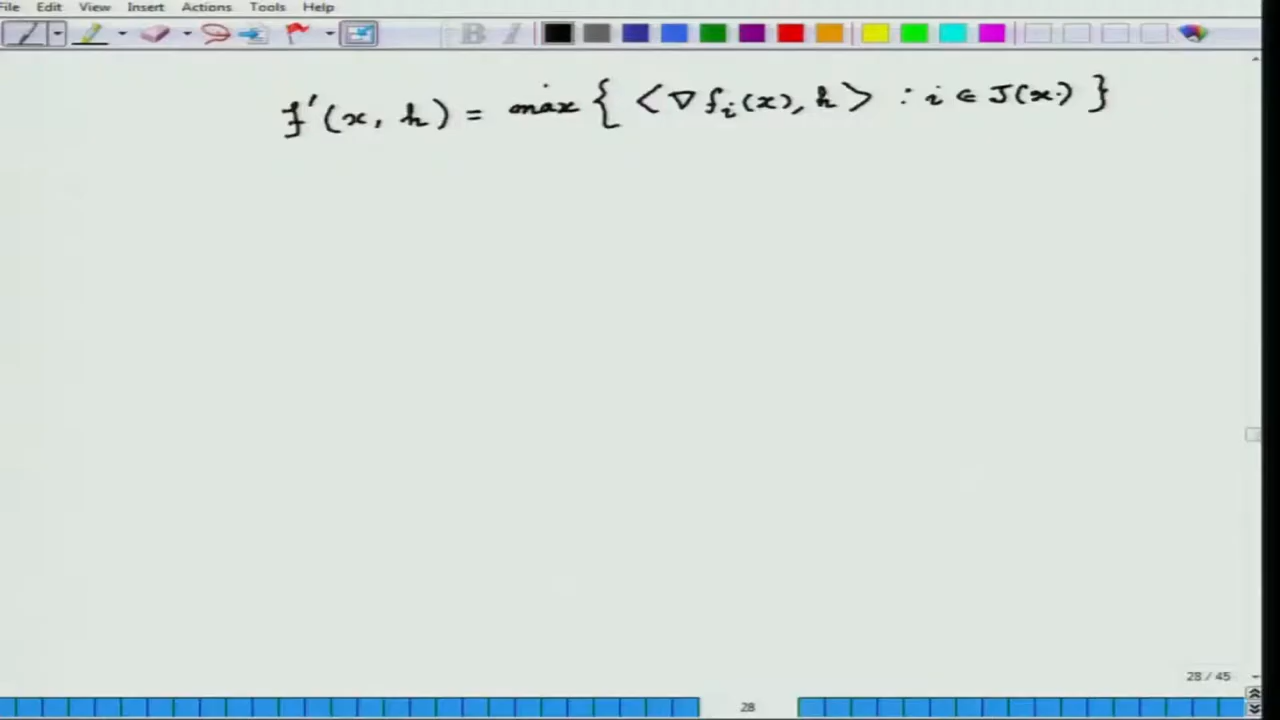 File Edit View Insert Actions Tools Help
B I
f'(x, h) = max { < ∇ f_i(x), h > : i ∈ J(x) }
28 / 45
28